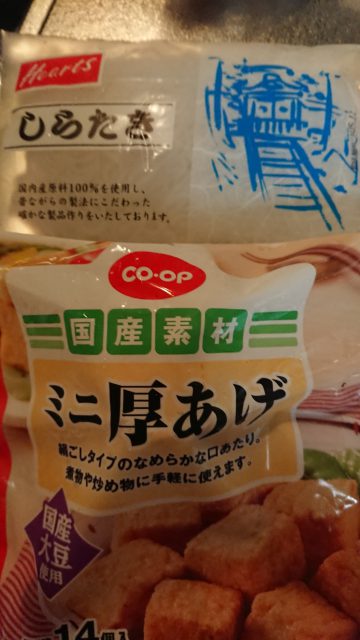 Hearts
しらたき
国内産原料100%を使用し、
昔ながらの製法にこだわった
確かな製品作りをいたしております。
CO·OP
国産素材
ミニ厚あげ
絹ごしタイプのなめらかな口あたり。
煮物や炒め物に手軽に使えます。
国産
大豆
使用
14個入